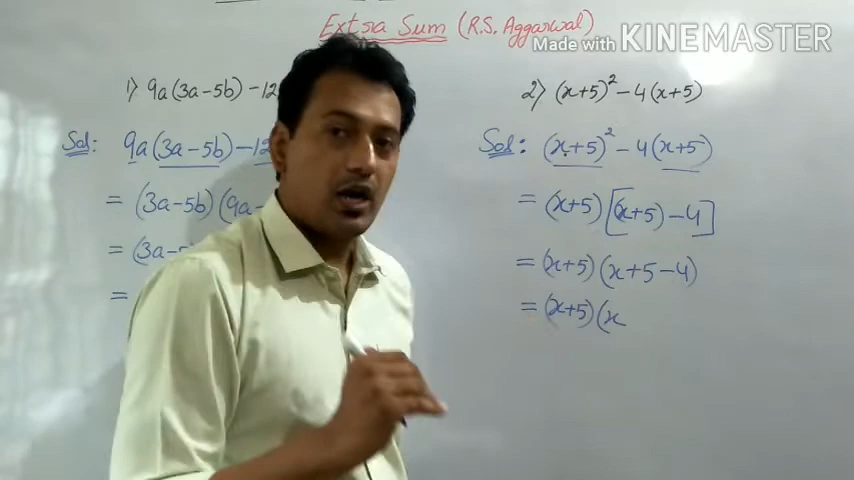 Extra Sum (R.S. Aggarwal)
Made with KINEMASTER
1) 9a(3a-5b)-12
Sol: 9a(3a-5b)-12
= (3a-5b)(9a-
= (3a-5
=
2) (x+5)² - 4(x+5)
Sol: (x+5)² - 4(x+5)
= (x+5)[(x+5)-4]
= (x+5)(x+5-4)
= (x+5)(x